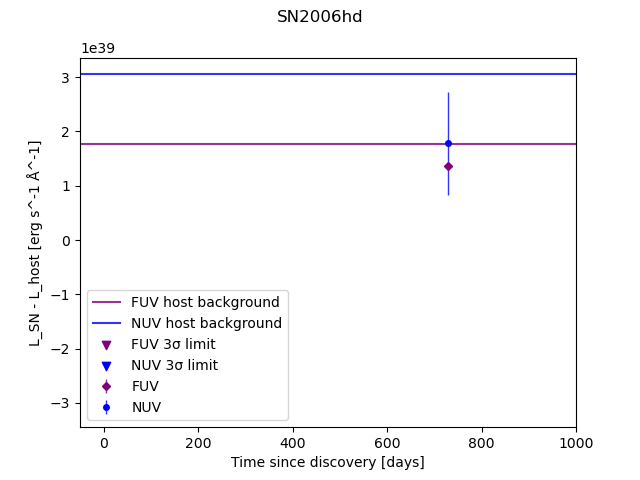 SN2006hd
1e39
3
2
1
0
−1
−2
−3
L_SN - L_host [erg s^-1 Å^-1]
FUV host background
NUV host background
FUV 3σ limit
NUV 3σ limit
FUV
NUV
0 200 400 600 800 1000
Time since discovery [days]